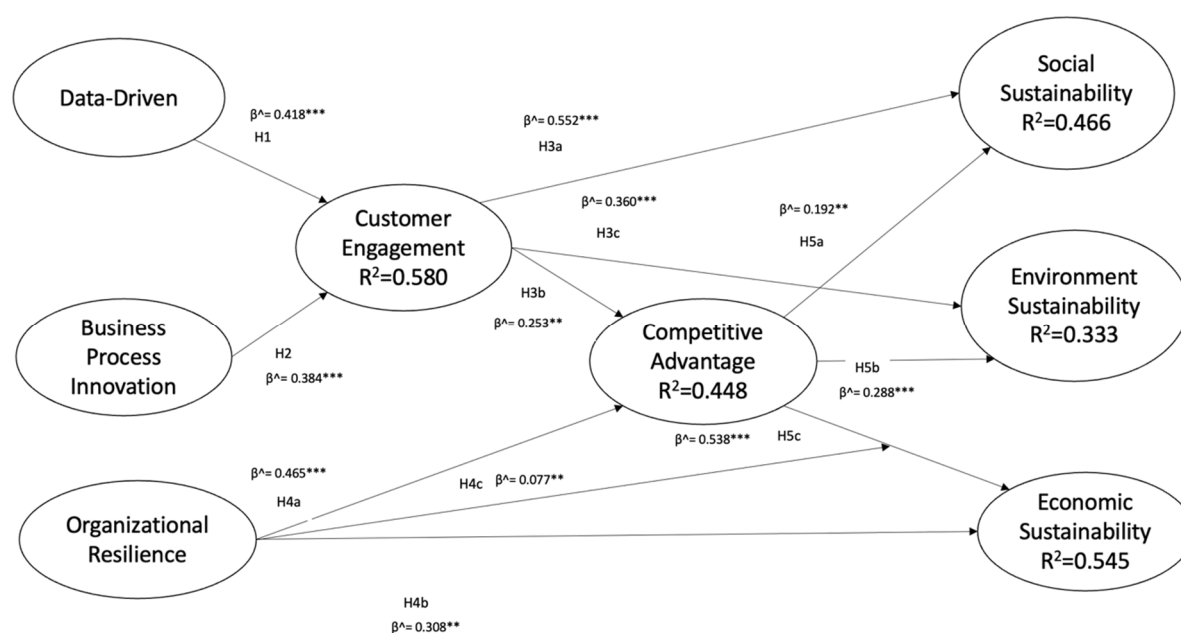 Data-Driven
β^= 0.418***
H1
β^= 0.552***
H3a
Social
Sustainability
R²=0.466
Customer
Engagement
R²=0.580
β^= 0.360***
H3c
β^= 0.192**
H5a
Environment
Sustainability
R²=0.333
H3b
β^= 0.253**
Business
Process
Innovation
H2
β^= 0.384***
Competitive
Advantage
R²=0.448
H5b
β^= 0.288***
β^= 0.538***
H5c
β^= 0.465***
H4a
H4c
β^= 0.077**
Organizational
Resilience
Economic
Sustainability
R²=0.545
H4b
β^= 0.308**